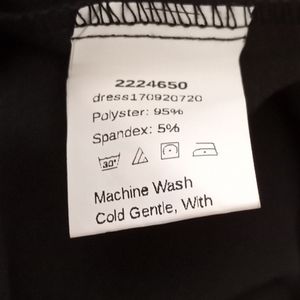 2224650
dress170920720
Polyster: 95%
Spandex: 5%
30°
Machine Wash
Cold Gentle, With